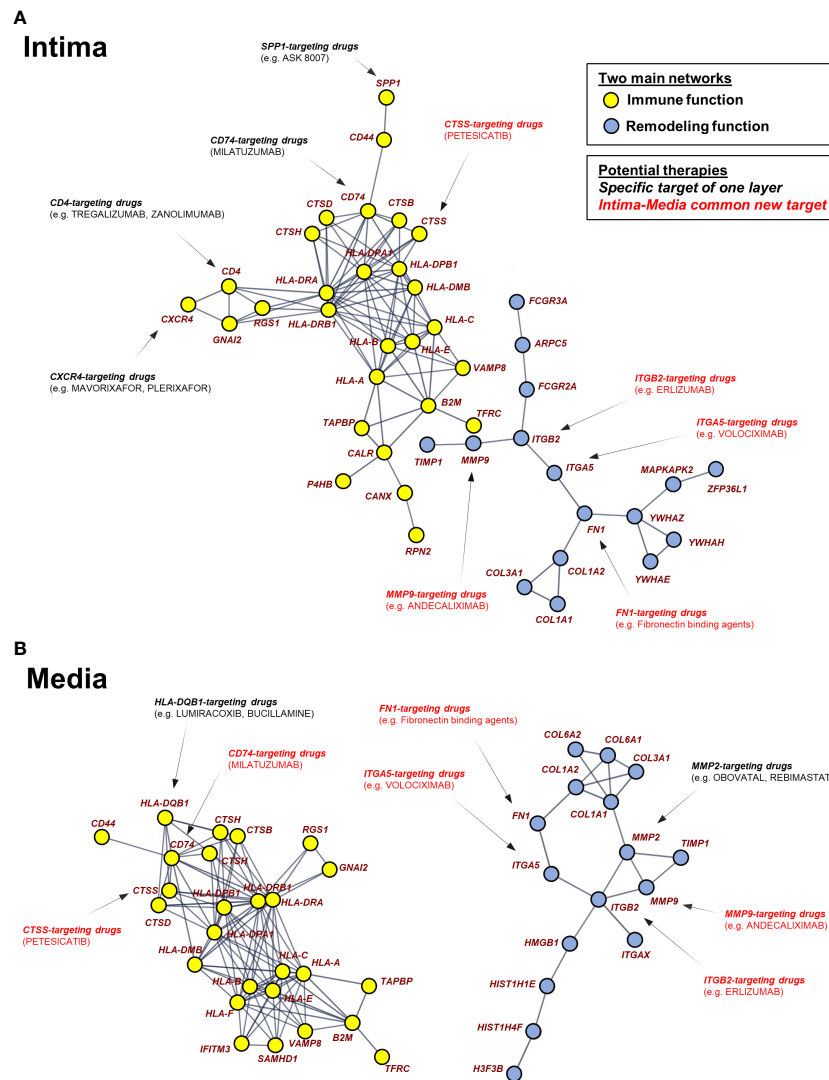 A
Intima
SPP1-targeting drugs
(e.g. ASK 8007)
SPP1
Two main networks
Immune function
Remodeling function
CD44
CTSS-targeting drugs
(PETESICATIB)
CD74-targeting drugs
(MILATUZUMAB)
Potential therapies
Specific target of one layer
Intima-Media common new target
CD4-targeting drugs
(e.g. TREGALIZUMAB, ZANOLIMUMAB)
CD74
CTSD
CTSB
CTSS
CTSH
HLA-DPA1
HLA-DPB1
CD4
HLA-DRA
HLA-DMB
FCGR3A
CXCR4
RGS1
HLA-DRB1
GNAI2
HLA-C
ARPC5
HLA-B
HLA-E
CXCR4-targeting drugs
(e.g. MAVORIXAFOR, PLERIXAFOR)
HLA-A
VAMP8
FCGR2A
ITGB2-targeting drugs
(e.g. ERLIZUMAB)
B2M
TFRC
TAPBP
ITGB2
ITGA5-targeting drugs
(e.g. VOLOCIXIMAB)
CALR
TIMP1
MMP9
ITGA5
MAPKAPK2
ZFP36L1
P4HB
CANX
FN1
YWHAZ
RPN2
YWHAH
COL3A1
COL1A2
YWHAE
MMP9-targeting drugs
(e.g. ANDECALIXIMAB)
COL1A1
FN1-targeting drugs
(e.g. Fibronectin binding agents)
B
Media
HLA-DQB1-targeting drugs
(e.g. LUMIRACOXIB, BUCILLAMINE)
FN1-targeting drugs
(e.g. Fibronectin binding agents)
COL6A2
COL6A1
CD74-targeting drugs
(MILATUZUMAB)
COL3A1
COL1A2
MMP2-targeting drugs
(e.g. OBOVATAL, REBIMASTAT
ITGA5-targeting drugs
(e.g. VOLOCIXIMAB)
HLA-DQB1
CTSH
CTSB
RGS1
CD44
CD74
CTSH
FN1
COL1A1
MMP2
TIMP1
GNAI2
ITGA5
CTSS
HLA-DPB1
HLA-DRB1
HLA-DRA
CTSS-targeting drugs
(PETESICATIB)
CTSD
ITGB2
MMP9
MMP9-targeting drugs
(e.g. ANDECALIXIMAB)
HLA-DPA1
HLA-DMB
HMGB1
ITGAX
HLA-C
HLA-A
HLA-B
HLA-E
TAPBP
HIST1H1E
ITGB2-targeting drugs
(e.g. ERLIZUMAB)
HLA-F
HIST1H4F
IFITM3
SAMHD1
VAMP8
B2M
TFRC
H3F3B